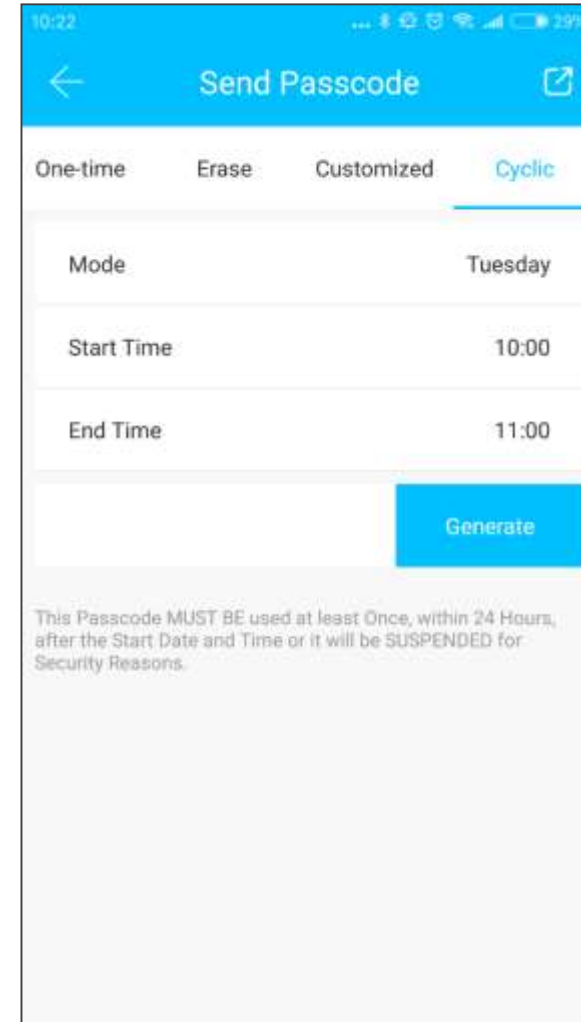 10:22 ... 29%
Send Passcode
One-time Erase Customized Cyclic
Mode Tuesday
Start Time 10:00
End Time 11:00
Generate
This Passcode MUST BE used at least Once, within 24 Hours,
after the Start Date and Time or it will be SUSPENDED for
Security Reasons.